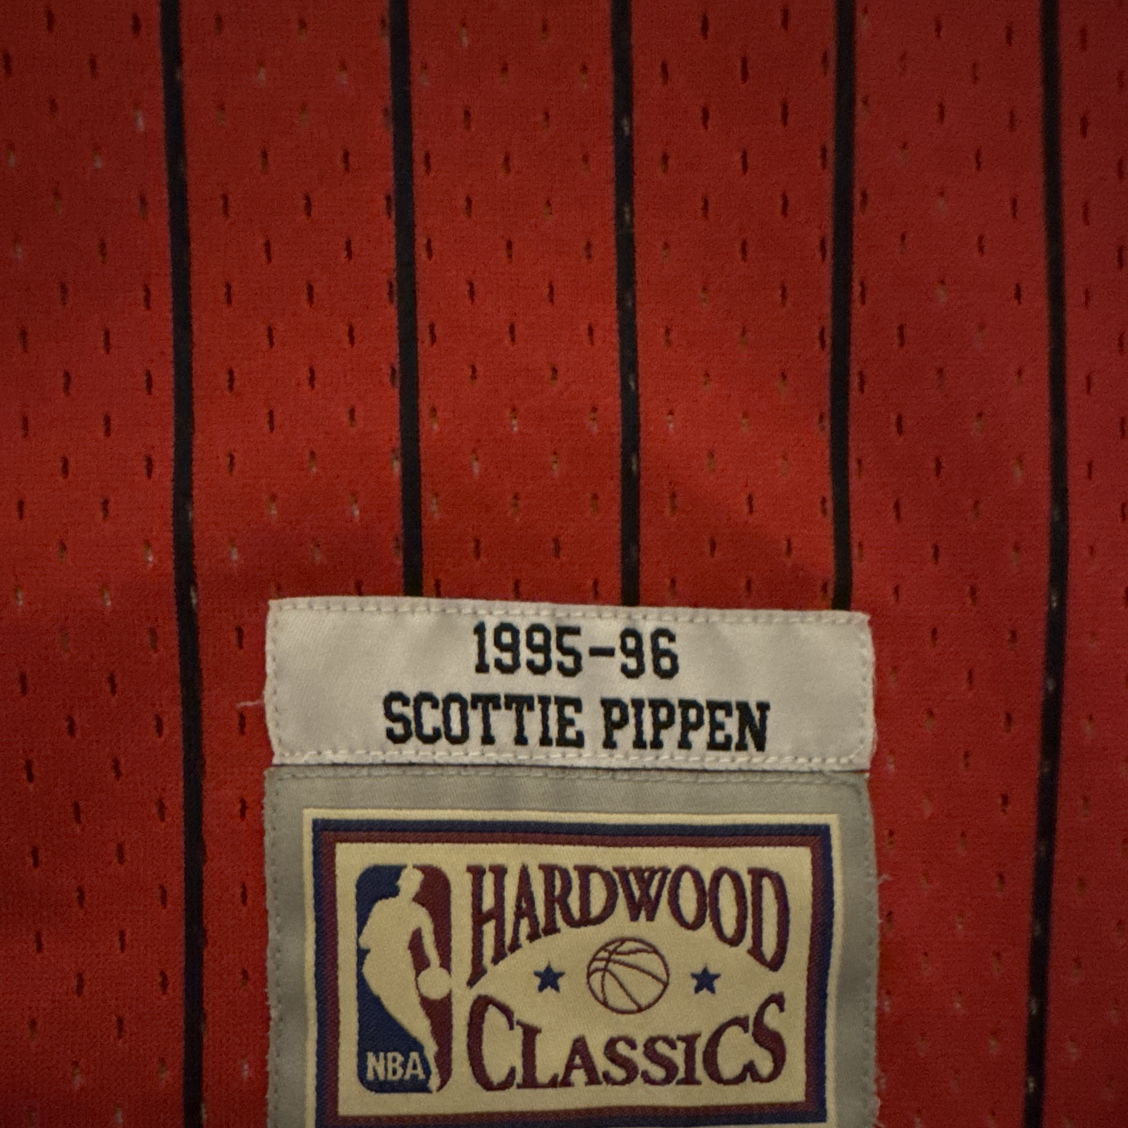 1995-96
SCOTTIE PIPPEN
HARDWOOD
CLASSICS
NBA